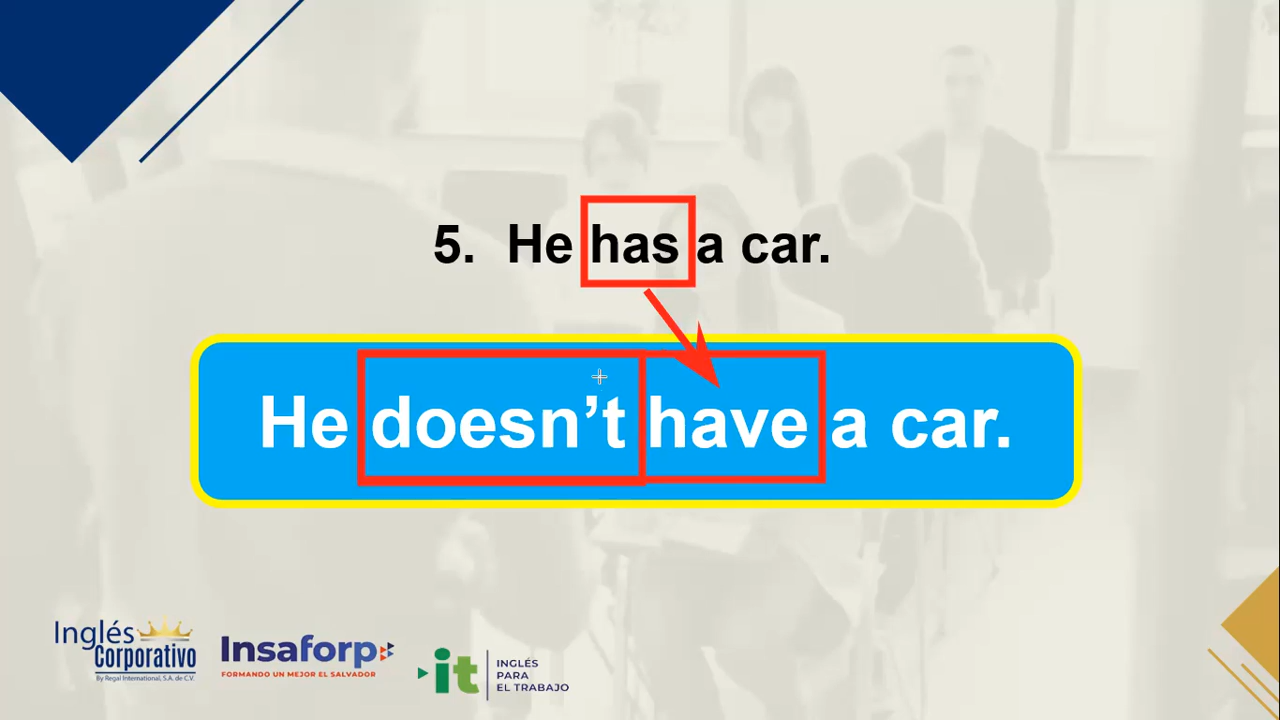 5. He has a car.
He doesn’t have a car.
Inglés
Corporativo
By Regal International, S.A. de C.V.
Insaforp
FORMANDO UN MEJOR EL SALVADOR
it
INGLÉS
PARA
EL TRABAJO